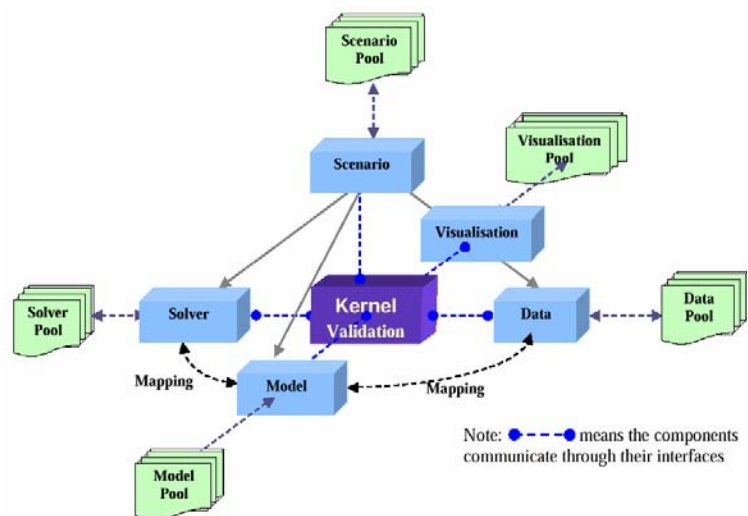 Scenario
Pool
Visualisation
Pool
Scenario
Visualisation
Solver
Pool
Solver
Kernel
Validation
Data
Data
Pool
Mapping
Model
Mapping
Model
Pool
Note: means the components
communicate through their interfaces